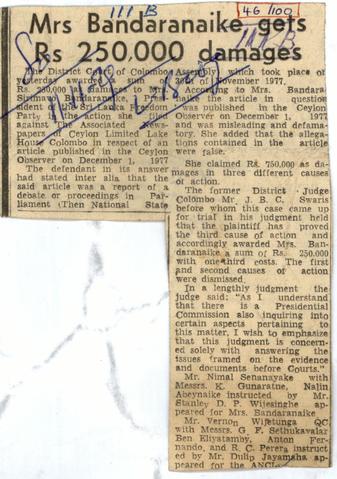 111 B
46/100
Mrs Bandaranaike gets
Rs 250,000 damages
The District Court of Colombo
yesterday awarded a sum of
Rs. 250,000 damages to Mrs.
Sirimavo Bandaranaike,
Sri Lanka Freedom
Party in the action she filed
against The Associated News-
papers of Ceylon Limited Lake
House Colombo in respect of an
article published in the Ceylon
Observer on December 1, 1977
The defendant in its answer
had stated inter alia that the
said article was a report of a
debate or proceedings in Par-
liament (Then National State
Assembly) which took place on
30th of November 1977.
According to Mrs. Bandara
the article in question
was published in the Ceylon
Observer on December 1, 1977
and was misleading and defama-
tory. She added that the allega-
tions contained in the article
were false.
She claimed Rs. 750,000 as da-
mages in three different causes
of action.
The former District Judge
Colombo Mr. J. B. C. Swaris
before whom this case came up
for trial in his judgment held
that the plaintiff has proved
the third cause of action and
accordingly awarded Mrs. Ban-
daranaike a sum of Rs. 250,000
with one third costs. The first
and second causes of action
were dismissed.
In a lengthly judgment the
judge said: "As I understand
that there is a Presidential
Commission also inquiring into
certain aspects pertaining to
this matter, I wish to emphasise
that this judgment is concern-
ed solely with answering the
issues framed on the evidence
and documents before Courts."
Mr. Nimal Senanayake with
Messrs. K. Gunaratne, Nalin
Abeynaike instructed by Mr.
Stanley D. P. Wijesinghe ap-
peared for Mrs. Bandaranaike
Mr. Vernon Wijetunga QC
with Messrs. G. F. Sethukavalar
Ben Eliyatamby, Anton Fer-
nando, and R. C. Perera instruct
ed by Mr. Dulip Jayamaha ap-
peared for the ANCL.